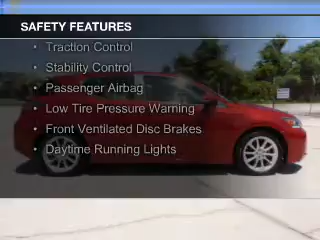 SAFETY FEATURES
• Traction Control
• Stability Control
• Passenger Airbag
• Low Tire Pressure Warning
• Front Ventilated Disc Brakes
• Daytime Running Lights